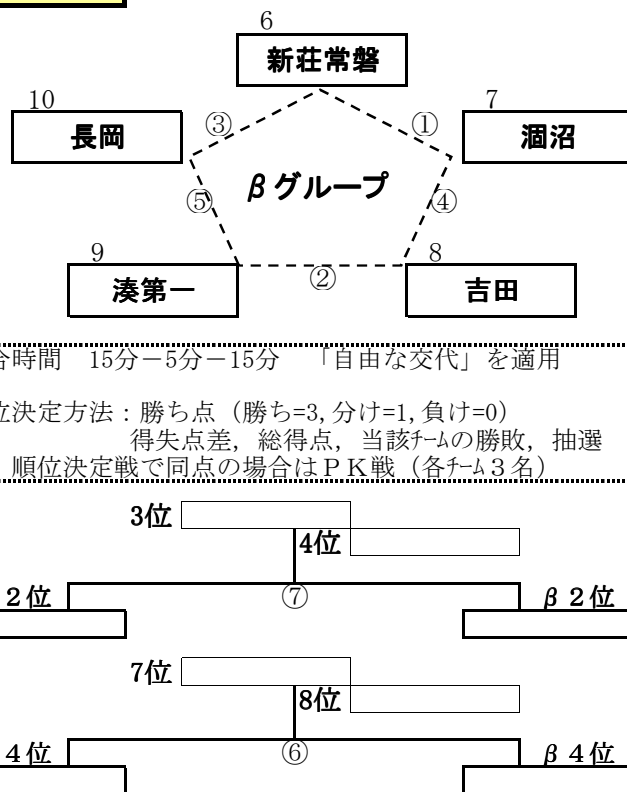 6
新荘常磐
10
長岡
7
涸沼
③
①
βグループ
⑤
④
9
湊第一
②
8
吉田
合時間　15分－5分－15分　「自由な交代」を適用
位決定方法：勝ち点（勝ち=3,分け=1,負け=0）
得失点差，総得点，当該ﾁｰﾑの勝敗，抽選
順位決定戦で同点の場合はＰＫ戦（各ﾁｰﾑ３名）
3位
4位
2位
⑦
β 2位
7位
8位
4位
⑥
β 4位